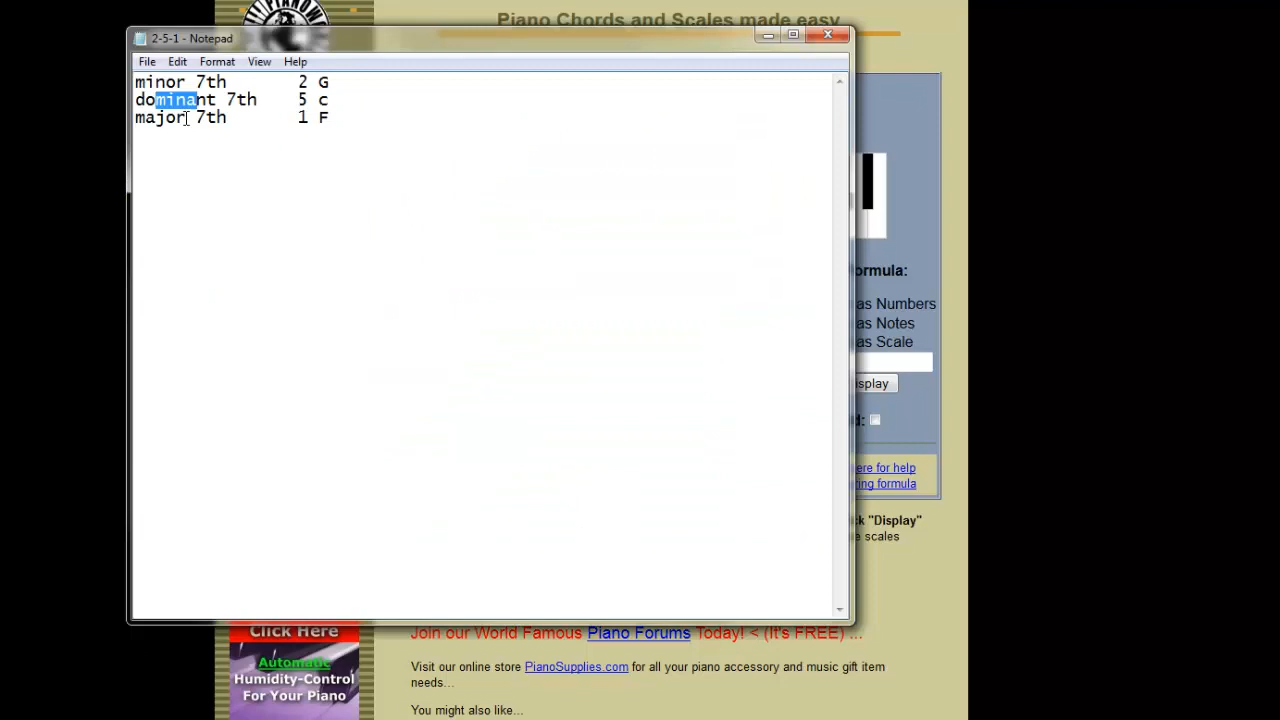 Piano Chords and Scales made easy
2-5-1 - Notepad
File Edit Format View Help
minor 7th 2 G
dominant 7th 5 c
major 7th 1 F
ormula:
as Numbers
as Notes
as Scale
isplay
d:
ere for help
ring formula
ck "Display"
e scales
Click Here
Automatic
Humidity-Control
For Your Piano
Join our World Famous Piano Forums Today! < (It's FREE) ...
Visit our online store PianoSupplies.com for all your piano accessory and music gift item
needs...
You might also like...